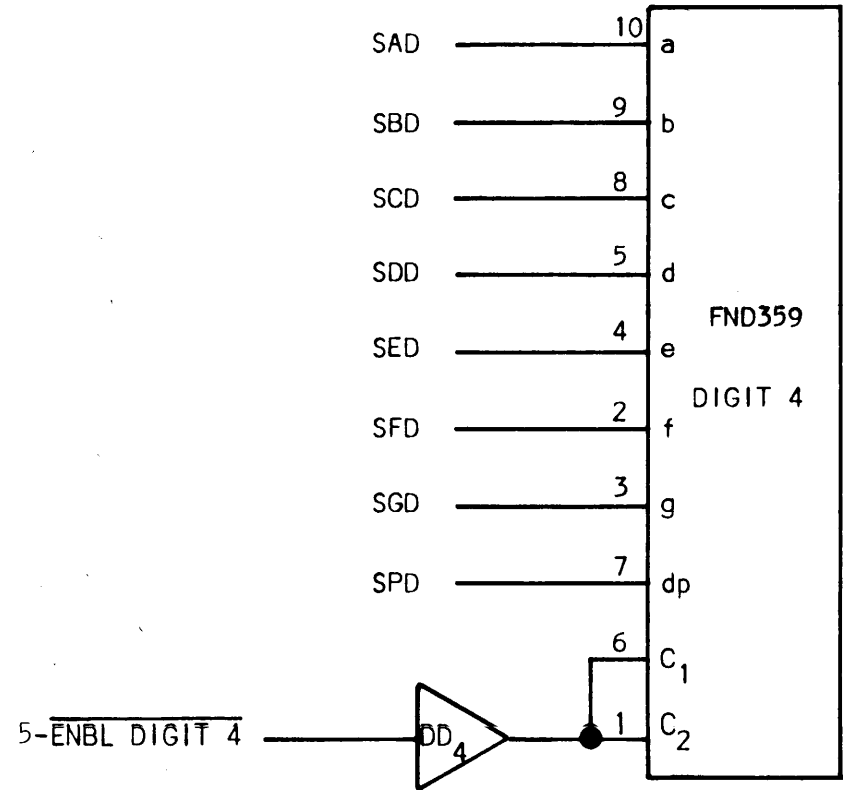 SAD 10 a
SBD 9 b
SCD 8 c
SDD 5 d
FND359
SED 4 e
DIGIT 4
SFD 2 f
SGD 3 g
SPD 7 dp
6 C1
5-ENBL DIGIT 4 DD4 1 C2